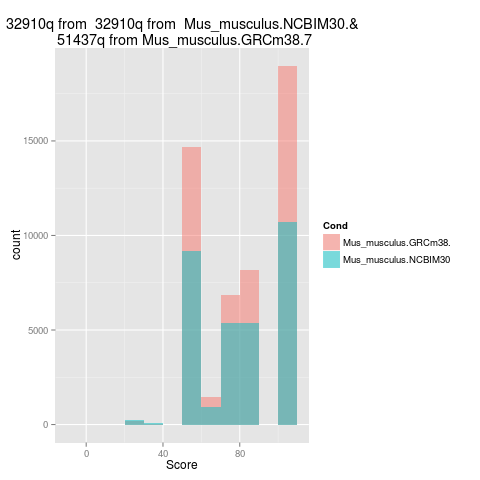 32910q from  32910q from  Mus_musculus.NCBIM30.&
51437q from Mus_musculus.GRCm38.7
15000
10000
5000
0
count
0
40
80
Score
Cond
Mus_musculus.GRCm38.
Mus_musculus.NCBIM30